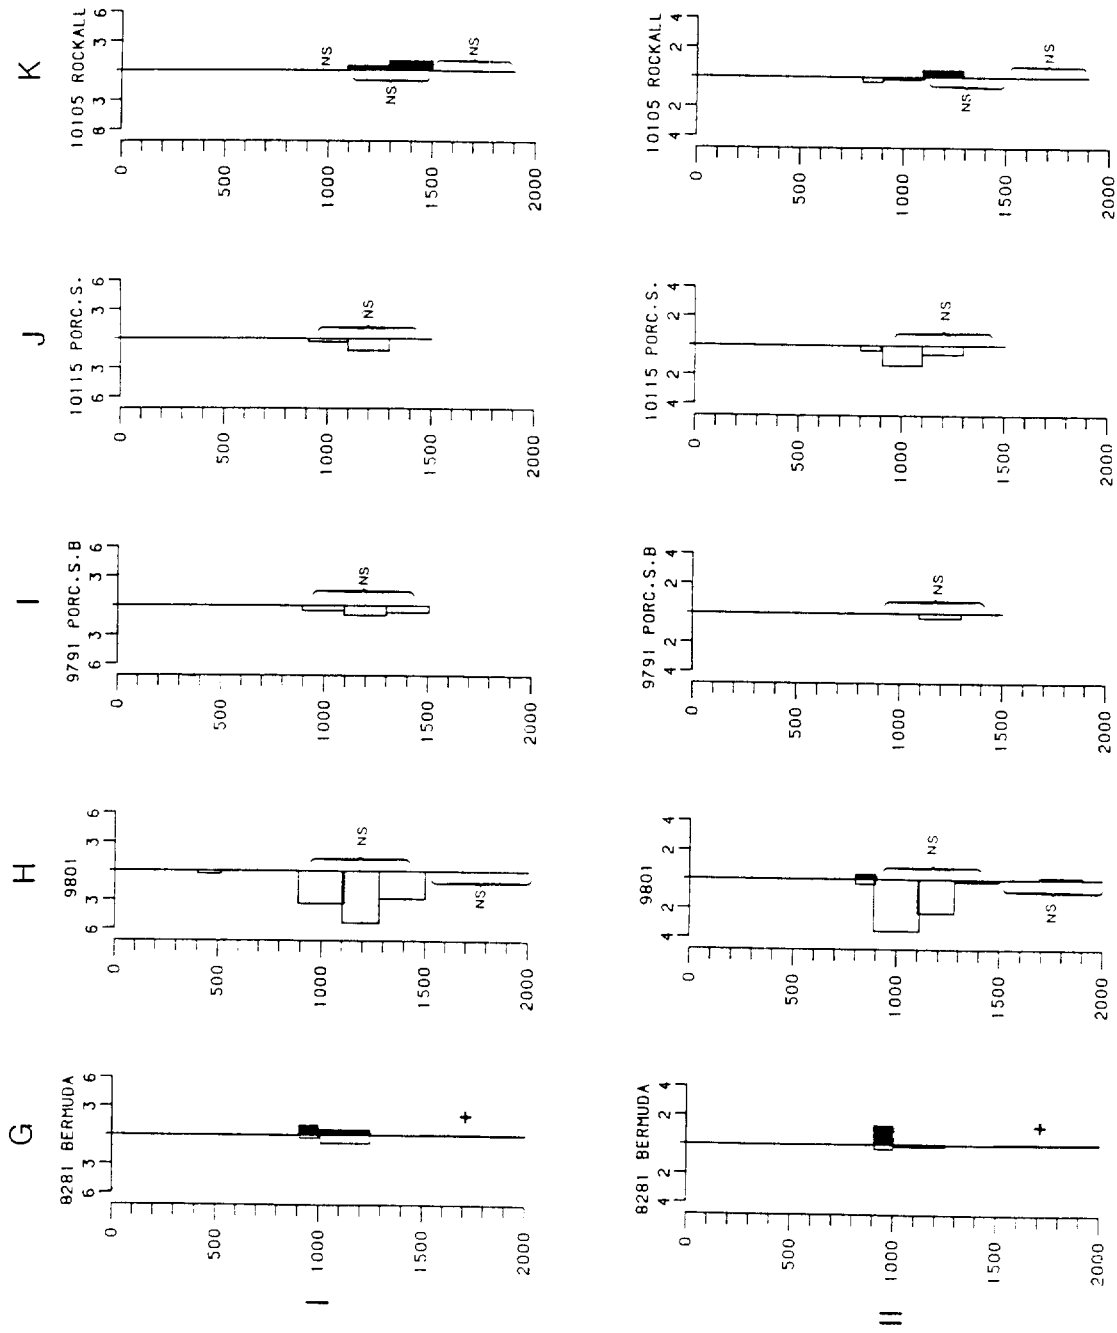 G H I J K
8281 BERMUDA 9801 9791 PORC.S.B 10115 PORC.S. 10105 ROCKALL
6 3 3 6 6 3 3 6 6 3 3 6 6 3 3 6 8 3 3 6
0 0 0 0 0
500 500 500 500 500
I
1000 1000 1000 1000 1000 NS
NS NS NS NS
1500 1500 1500 1500 1500
+ NS NS
2000 2000 2000 2000 2000
8281 BERMUDA 9801 9791 PORC.S.B 10115 PORC.S. 10105 ROCKALL
4 2 2 4 4 2 2 4 4 2 2 4 4 2 2 4 4 2 2 4
0 0 0 0 0
500 500 500 500 500
II
1000 1000 1000 1000 1000
NS NS NS NS
1500 1500 1500 1500 1500
+ NS NS
2000 2000 2000 2000 2000